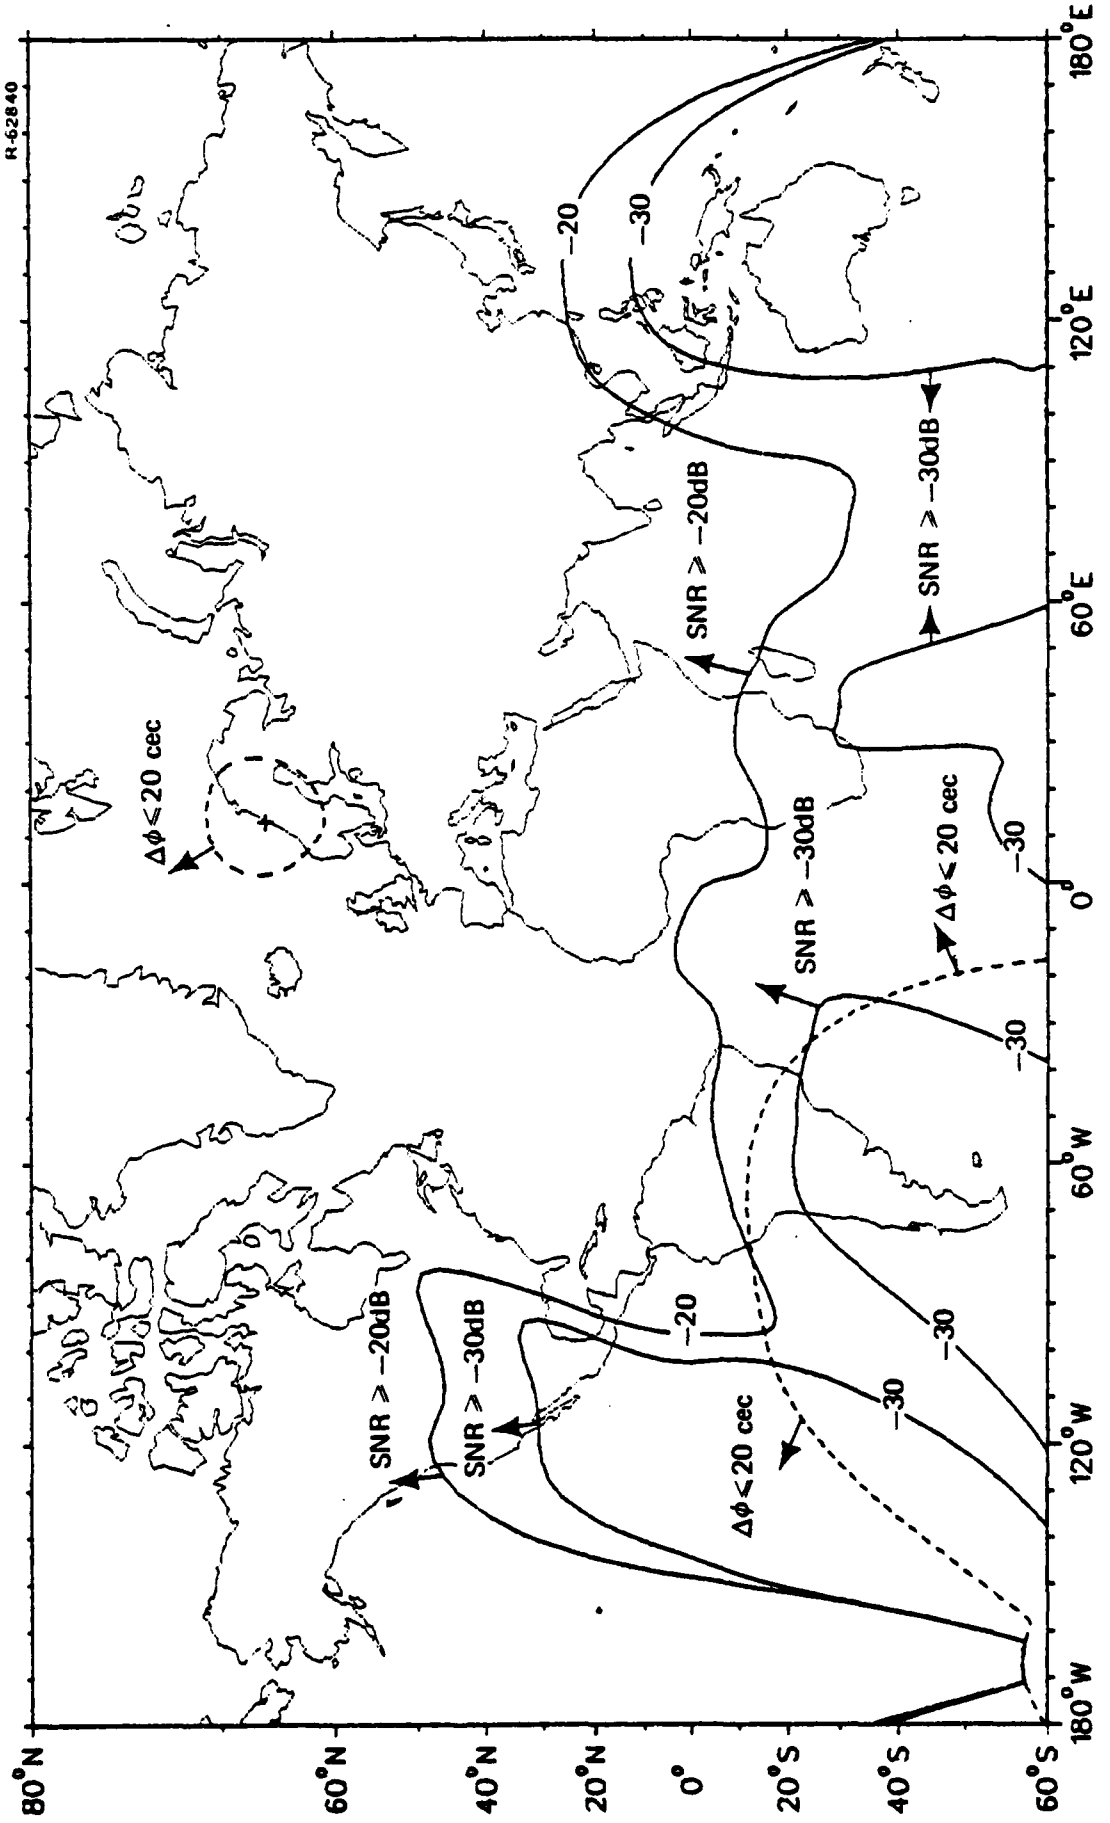 R-62840
80°N
60°N
40°N
20°N
0°
20°S
40°S
60°S
180°W
120°W
60°W
0°
60°E
120°E
180°E
Δϕ ≤ 20 cec
SNR ≥ -20dB
SNR ≥ -30dB
-20
-30
Δϕ ≤ 20 cec
-30
-30
SNR ≥ -30dB
Δϕ ≤ 20 cec
-30
SNR ≥ -20dB
SNR ≥ -30dB
-20
-30
+